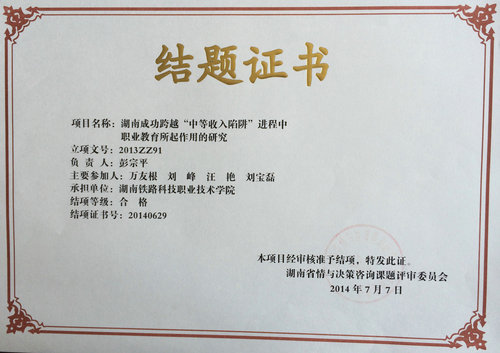 结题证书
项目名称：湖南成功跨越“中等收入陷阱”进程中
职业教育所起作用的研究
立项文号：2013ZZ91
负 责 人：彭宗平
主要参加人：万友根 刘 峰 汪 艳 刘宝磊
承担单位：湖南铁路科技职业技术学院
结项等级：合 格
结项证书号：20140629
本项目经审核准予结项，特发此证。
湖南省情与决策咨询课题评审委员会
2014 年 7 月 7 日